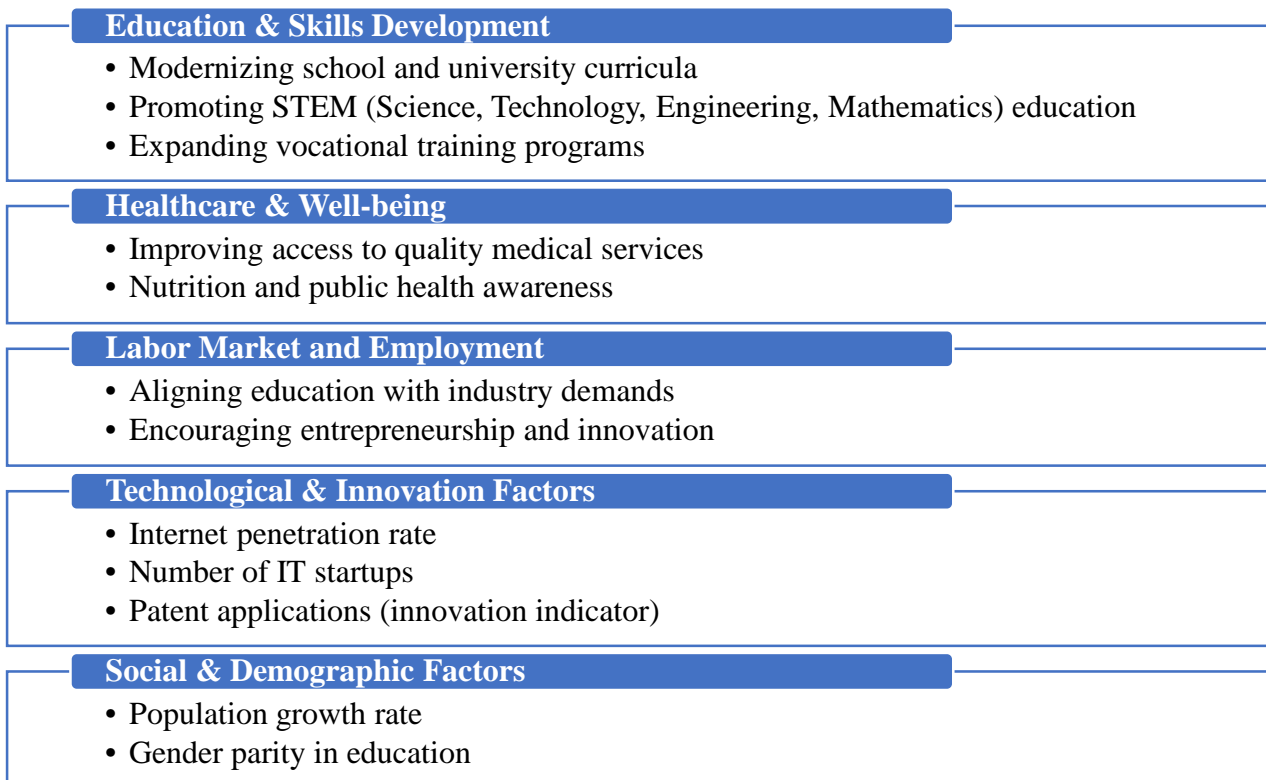 Education & Skills Development
• Modernizing school and university curricula
• Promoting STEM (Science, Technology, Engineering, Mathematics) education
• Expanding vocational training programs
Healthcare & Well-being
• Improving access to quality medical services
• Nutrition and public health awareness
Labor Market and Employment
• Aligning education with industry demands
• Encouraging entrepreneurship and innovation
Technological & Innovation Factors
• Internet penetration rate
• Number of IT startups
• Patent applications (innovation indicator)
Social & Demographic Factors
• Population growth rate
• Gender parity in education